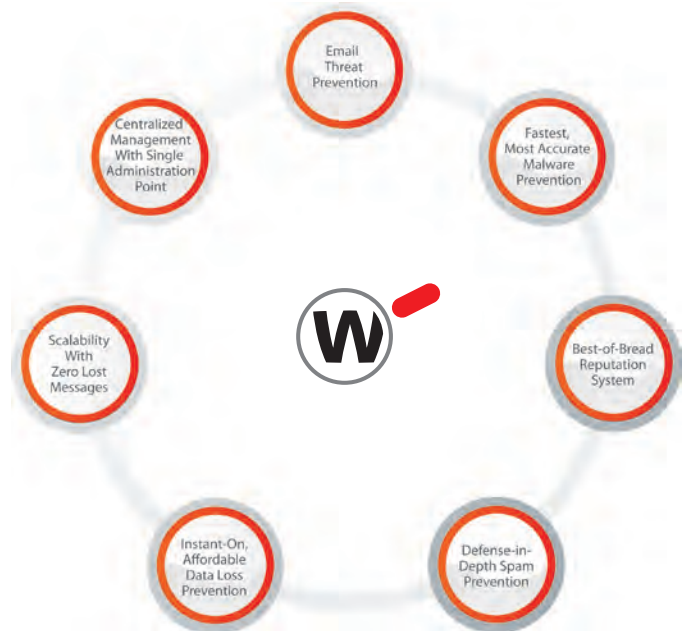 Email
Threat
Prevention
Fastest,
Most Accurate
Malware
Prevention
Best-of-Bread
Reputation
System
Defense-in-
Depth Spam
Prevention
Instant-On,
Affordable
Data Loss
Prevention
Scalability
With
Zero Lost
Messages
Centralized
Management
With Single
Administration
Point
W